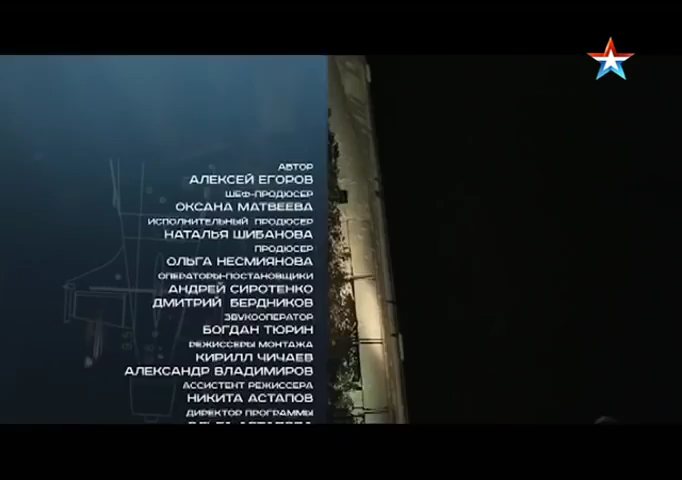 АВТОР
АЛЕКСЕЙ ЕГОРОВ
ШЕФ-ПРОДЮСЕР
ОКСАНА МАТВЕЕВА
ИСПОЛНИТЕЛЬНЫЙ ПРОДЮСЕР
НАТАЛЬЯ ШИБАНОВА
ПРОДЮСЕР
ОЛЬГА НЕСМИЯНОВА
ОПЕРАТОРЫ-ПОСТАНОВЩИКИ
АНДРЕЙ СИРОТЕНКО
ДМИТРИЙ БЕРДНИКОВ
ЗВУКООПЕРАТОР
БОГДАН ТЮРИН
РЕЖИССЕРЫ МОНТАЖА
КИРИЛЛ ЧИЧАЕВ
АЛЕКСАНДР ВЛАДИМИРОВ
АССИСТЕНТ РЕЖИССЕРА
НИКИТА АСТАПОВ
ДИРЕКТОР ПРОГРАММЫ